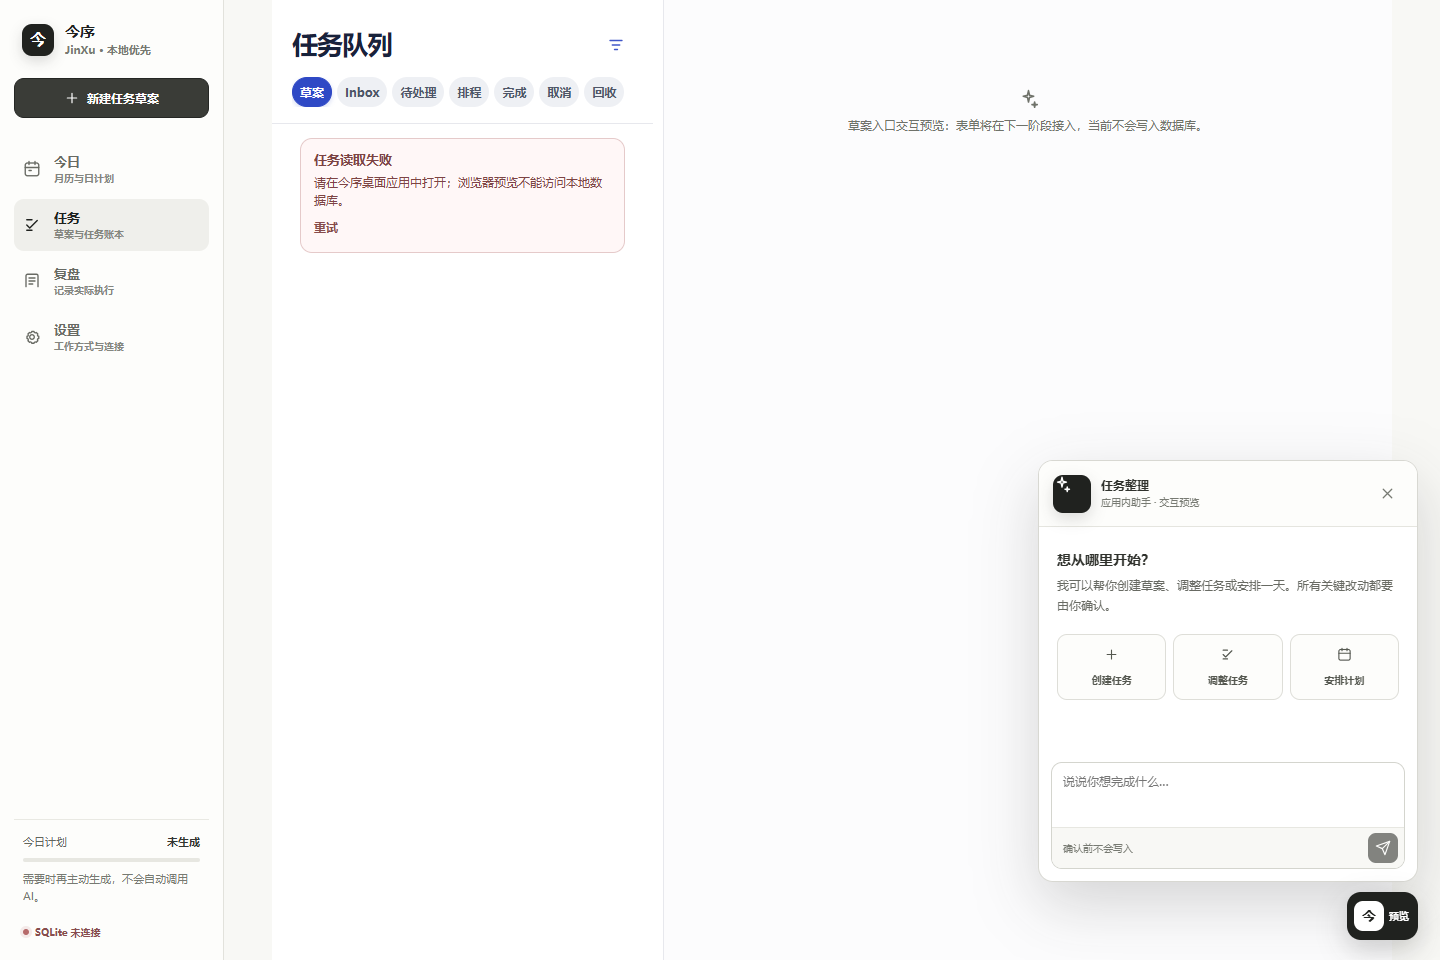 今
今序
JinXu • 本地优先
新建任务草案
今日
月历与日计划
任务
草案与任务账本
复盘
记录实际执行
设置
工作方式与连接
今日计划
未生成
需要时再主动生成，不会自动调用
AI。
SQLite 未连接
任务队列
草案
Inbox
待处理
排程
完成
取消
回收
任务读取失败
请在今序桌面应用中打开；浏览器预览不能访问本地数
据库。
重试
草案入口交互预览：表单将在下一阶段接入，当前不会写入数据库。
任务整理
应用内助手 · 交互预览
想从哪里开始？
我可以帮你创建草案、调整任务或安排一天。所有关键改动都要
由你确认。
创建任务
调整任务
安排计划
说说你想完成什么...
确认前不会写入
今
预览